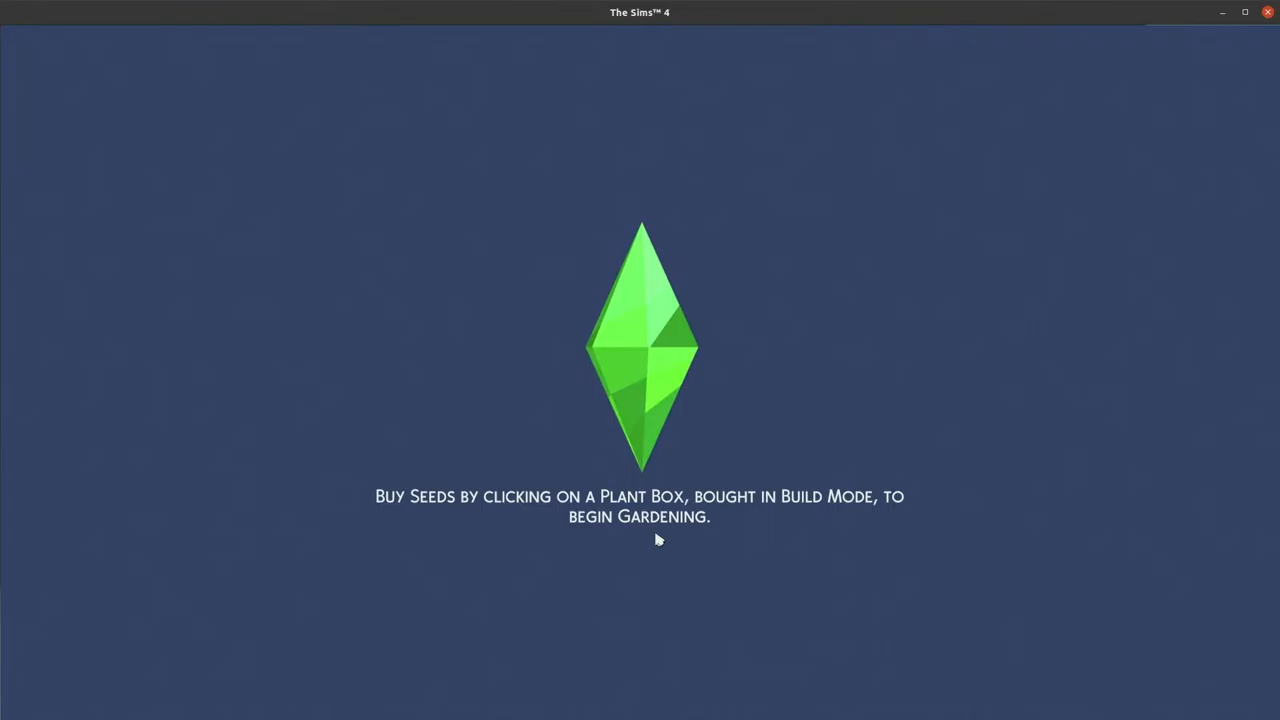 The Sims™ 4
Buy Seeds by clicking on a Plant Box, bought in Build Mode, to
begin Gardening.